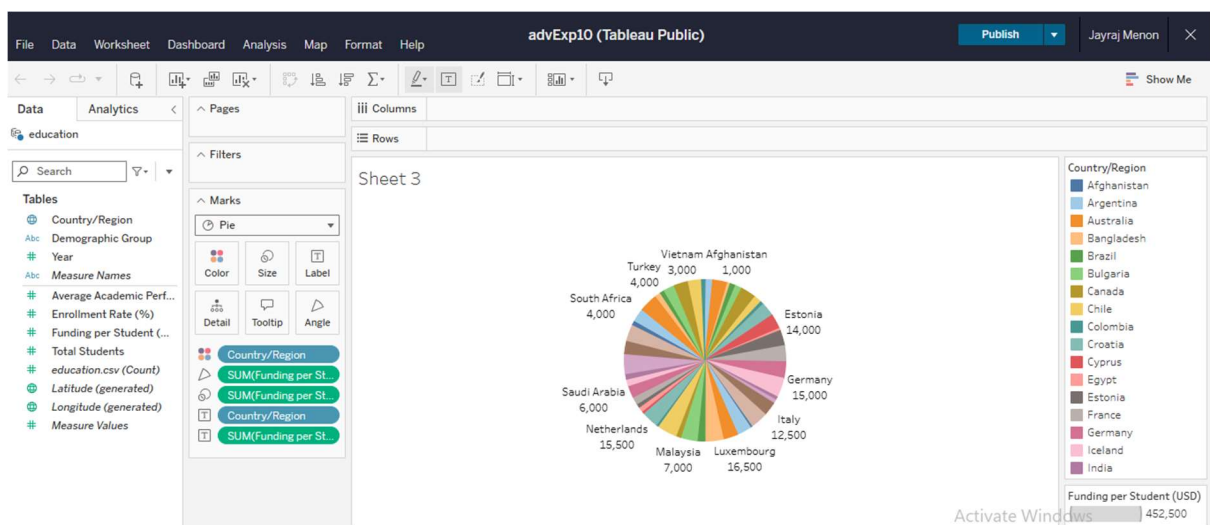 advExp10 (Tableau Public)
Publish
Jayraj Menon
File Data Worksheet Dashboard Analysis Map Format Help
Show Me
Data Analytics
education
Search
Tables
Country/Region
Abc Demographic Group
Year
Abc Measure Names
Average Academic Perf...
Enrollment Rate (%)
Funding per Student (...
Total Students
education.csv (Count)
Latitude (generated)
Longitude (generated)
Measure Values
Pages
Filters
Marks
Pie
Color Size Label
Detail Tooltip Angle
Country/Region
SUM(Funding per St...
SUM(Funding per St...
Country/Region
SUM(Funding per St...
Columns
Rows
Sheet 3
Vietnam Afghanistan
3,000 1,000
Turkey
4,000
South Africa
4,000
Estonia
14,000
Germany
15,000
Saudi Arabia
6,000
Italy
12,500
Netherlands
15,500
Malaysia
7,000
Luxembourg
16,500
Country/Region
Afghanistan
Argentina
Australia
Bangladesh
Brazil
Bulgaria
Canada
Chile
Colombia
Croatia
Cyprus
Egypt
Estonia
France
Germany
Iceland
India
Funding per Student (USD)
452,500
Activate Windows